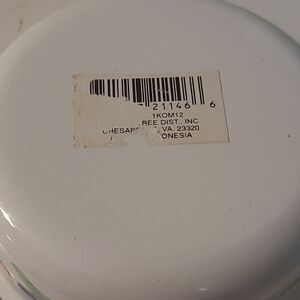 21146 6
1KOM12
REE DIST., INC
CHESAP VA. 23320
ONESIA